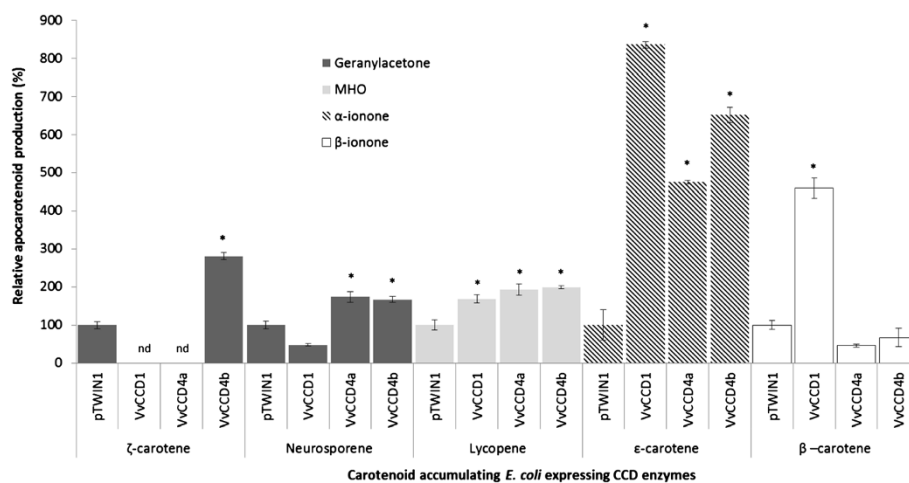 Relative apocarotenoid production (%)
900
800
700
600
500
400
300
200
100
0
Geranylacetone
MHO
α-ionone
β-ionone
* * * * * * * * * * *
nd nd
pTWIN1 VvCCD1 VvCCD4a VvCCD4b pTWIN1 VvCCD1 VvCCD4a VvCCD4b pTWIN1 VvCCD1 VvCCD4a VvCCD4b pTWIN1 VvCCD1 VvCCD4a VvCCD4b pTWIN1 VvCCD1 VvCCD4a VvCCD4b
ζ-carotene Neurosporene Lycopene ε-carotene β –carotene
Carotenoid accumulating E. coli expressing CCD enzymes